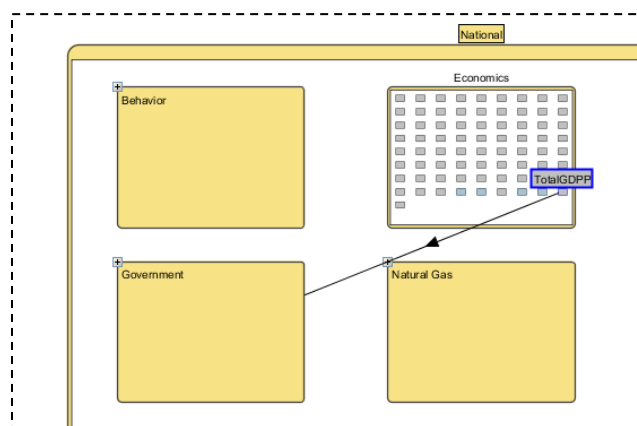 National
Economics
Behavior
TotalGDPP
Government
Natural Gas